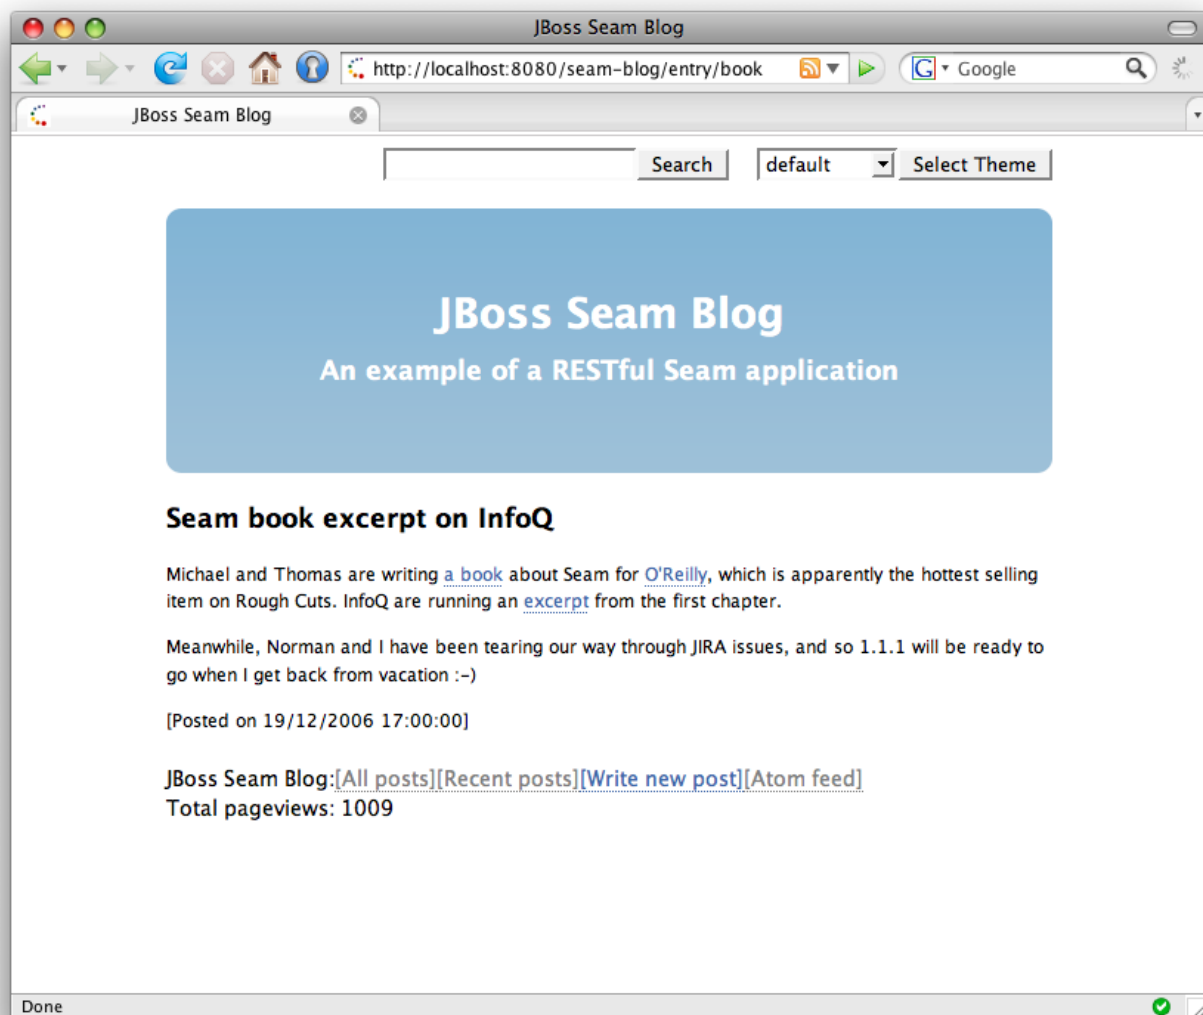 JBoss Seam Blog
http://localhost:8080/seam-blog/entry/book
G Google
JBoss Seam Blog
Search default Select Theme
JBoss Seam Blog
An example of a RESTful Seam application
Seam book excerpt on InfoQ
Michael and Thomas are writing a book about Seam for O'Reilly, which is apparently the hottest selling
item on Rough Cuts. InfoQ are running an excerpt from the first chapter.
Meanwhile, Norman and I have been tearing our way through JIRA issues, and so 1.1.1 will be ready to
go when I get back from vacation :-)
[Posted on 19/12/2006 17:00:00]
JBoss Seam Blog:[All posts][Recent posts][Write new post][Atom feed]
Total pageviews: 1009
Done